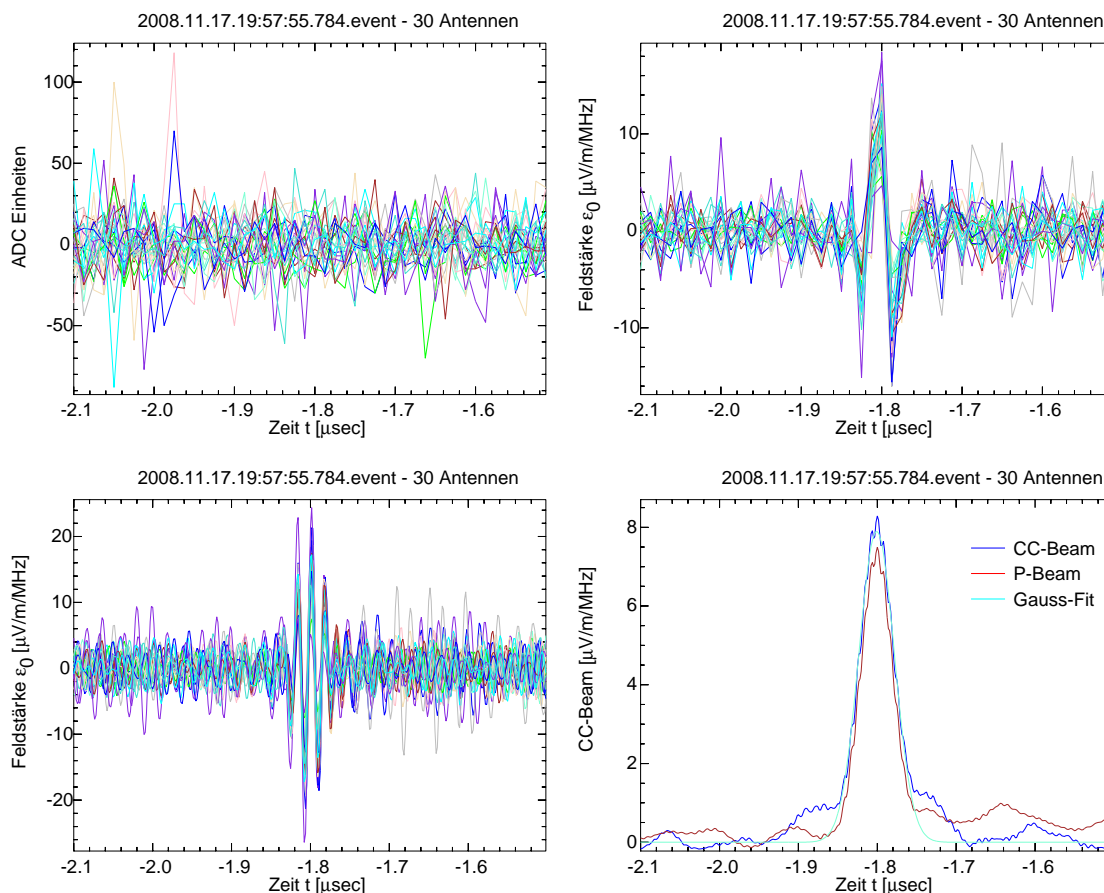 2008.11.17.19:57:55.784.event - 30 Antennen
ADC Einheiten
100
50
0
-50
-2.1 -2.0 -1.9 -1.8 -1.7 -1.6
Zeit t [μsec]
2008.11.17.19:57:55.784.event - 30 Antennen
Feldstärke ε0 [μV/m/MHz]
10
0
-10
-2.1 -2.0 -1.9 -1.8 -1.7 -1.6
Zeit t [μsec]
2008.11.17.19:57:55.784.event - 30 Antennen
Feldstärke ε0 [μV/m/MHz]
20
10
0
-10
-20
-2.1 -2.0 -1.9 -1.8 -1.7 -1.6
Zeit t [μsec]
2008.11.17.19:57:55.784.event - 30 Antennen
CC-Beam [μV/m/MHz]
8
6
4
2
0
CC-Beam
P-Beam
Gauss-Fit
-2.1 -2.0 -1.9 -1.8 -1.7 -1.6
Zeit t [μsec]